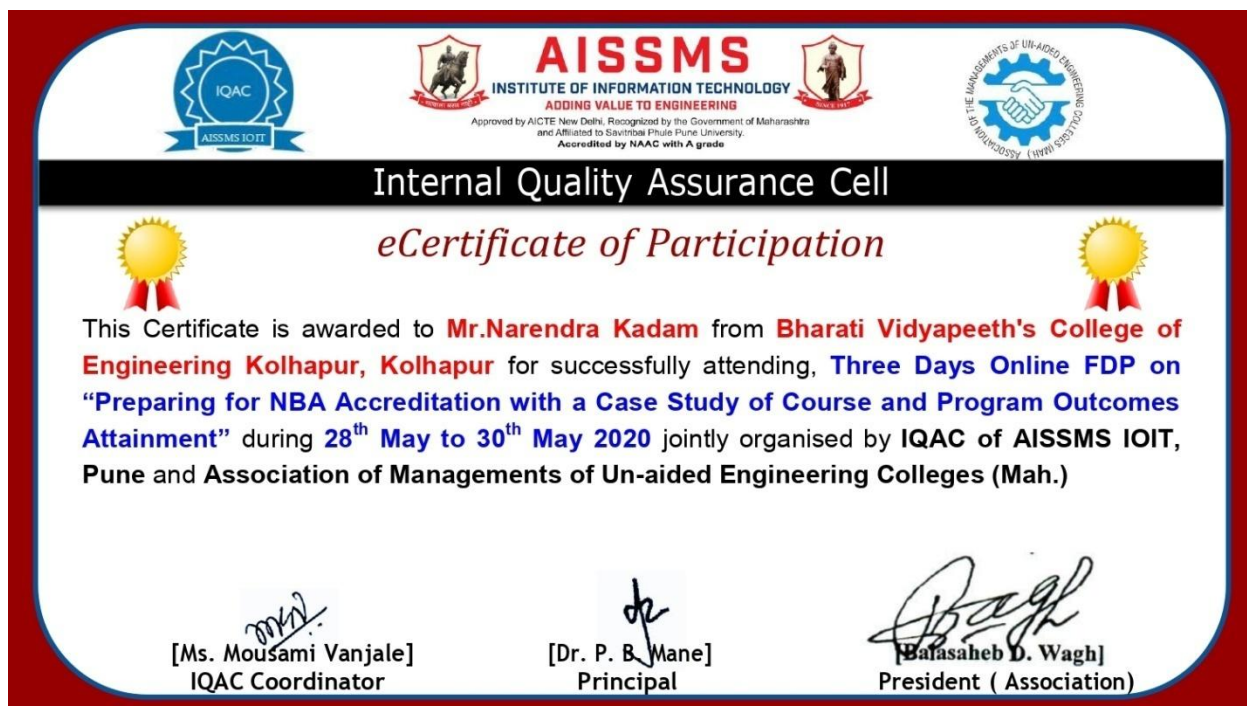 IQAC
AISSMS IOIT
AISSMS
INSTITUTE OF INFORMATION TECHNOLOGY
ADDING VALUE TO ENGINEERING
SINCE 1917
Approved by AICTE New Delhi, Recognized by the Government of Maharashtra
and Affiliated to Savitribai Phule Pune University.
Accredited by NAAC with A grade
ASSOCIATION OF THE MANAGEMENTS OF UN-AIDED ENGINEERING COLLEGES (MAH.)
Internal Quality Assurance Cell
eCertificate of Participation
This Certificate is awarded to Mr.Narendra Kadam from Bharati Vidyapeeth's College of
Engineering Kolhapur, Kolhapur for successfully attending, Three Days Online FDP on
“Preparing for NBA Accreditation with a Case Study of Course and Program Outcomes
Attainment” during 28th May to 30th May 2020 jointly organised by IQAC of AISSMS IOIT,
Pune and Association of Managements of Un-aided Engineering Colleges (Mah.)
[Ms. Mousami Vanjale]
IQAC Coordinator
[Dr. P. B. Mane]
Principal
[Balasaheb D. Wagh]
President ( Association)